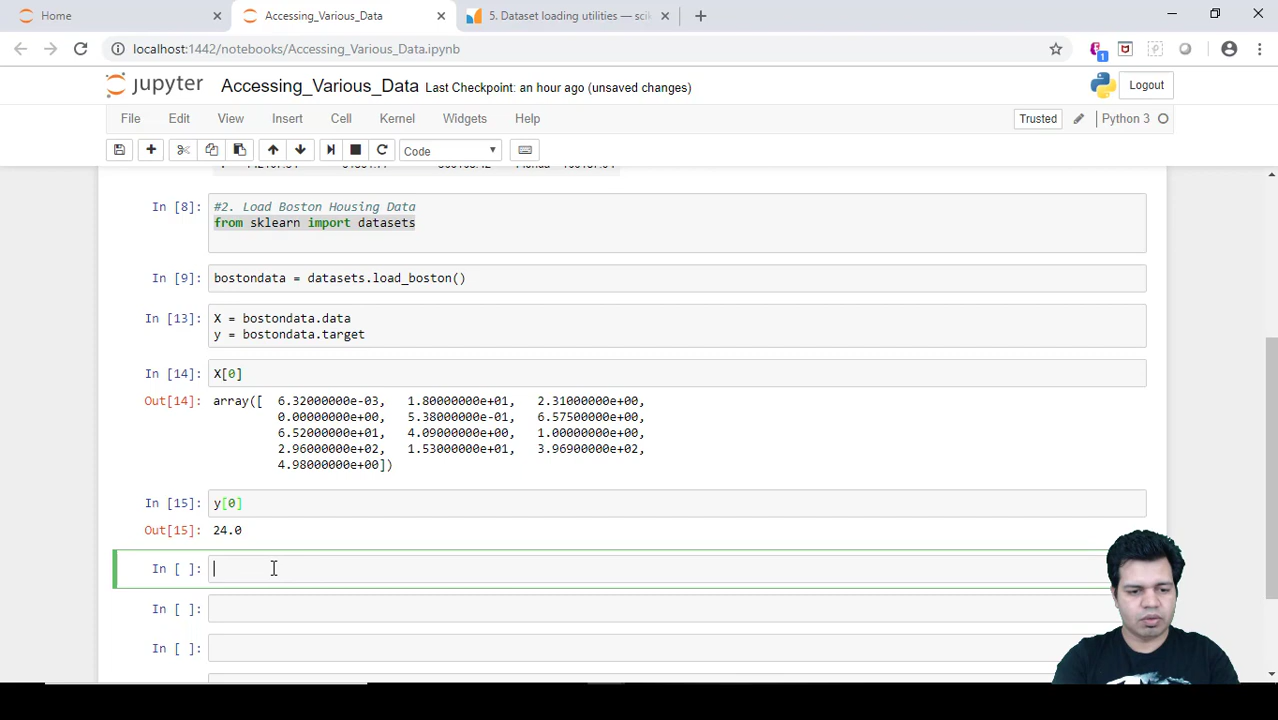 Home
Accessing_Various_Data
5. Dataset loading utilities — scik
localhost:1442/notebooks/Accessing_Various_Data.ipynb
1
jupyter
Accessing_Various_Data Last Checkpoint: an hour ago (unsaved changes)
Logout
File Edit View Insert Cell Kernel Widgets Help
Trusted
Python 3
Code
In [8]: #2. Load Boston Housing Data
from sklearn import datasets
In [9]: bostondata = datasets.load_boston()
In [13]: X = bostondata.data
y = bostondata.target
In [14]: X[0]
Out[14]: array([ 6.32000000e-03, 1.80000000e+01, 2.31000000e+00,
0.00000000e+00, 5.38000000e-01, 6.57500000e+00,
6.52000000e+01, 4.09000000e+00, 1.00000000e+00,
2.96000000e+02, 1.53000000e+01, 3.96900000e+02,
4.98000000e+00])
In [15]: y[0]
Out[15]: 24.0
In [ ]:
In [ ]:
In [ ]: